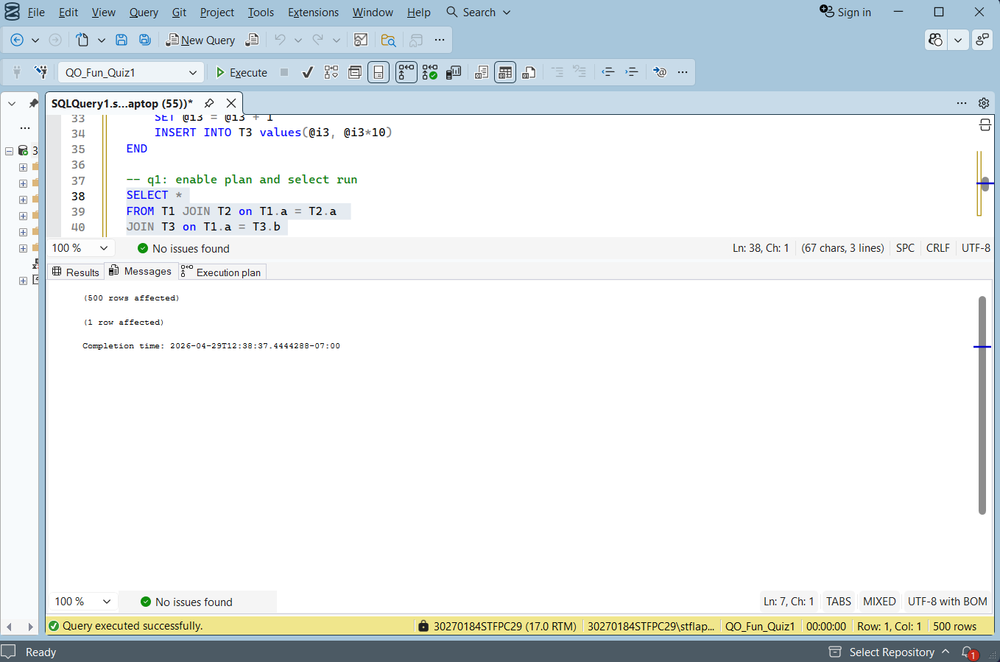 File Edit View Query Git Project Tools Extensions Window Help Search Sign in
New Query
QO_Fun_Quiz1 Execute
SQLQuery1.s...aptop (55))*
33 SET @i3 = @i3 + 1
34 INSERT INTO T3 values(@i3, @i3*10)
35 END
36
37 -- q1: enable plan and select run
38 SELECT *
39 FROM T1 JOIN T2 on T1.a = T2.a
40 JOIN T3 on T1.a = T3.b
3
100 % No issues found Ln: 38, Ch: 1 (67 chars, 3 lines) SPC CRLF UTF-8
Results Messages Execution plan
(500 rows affected)
(1 row affected)
Completion time: 2026-04-29T12:38:37.4444288-07:00
100 % No issues found Ln: 7, Ch: 1 TABS MIXED UTF-8 with BOM
Query executed successfully. 30270184STFPC29 (17.0 RTM) 30270184STFPC29\stflap... QO_Fun_Quiz1 00:00:00 Row: 1, Col: 1 500 rows
Ready Select Repository 1